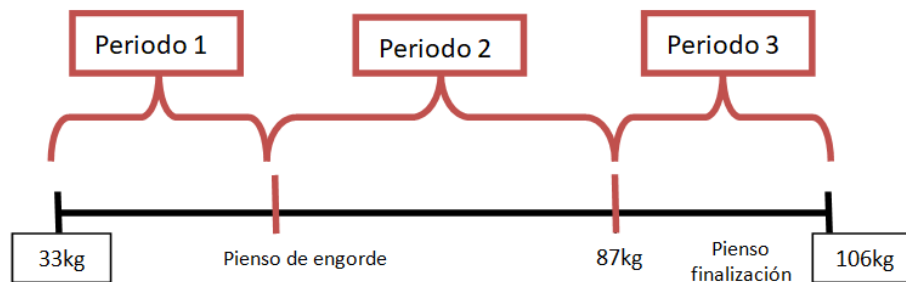 Periodo 1
Periodo 2
Periodo 3
33kg
Pienso de engorde
87kg
Pienso
finalización
106kg